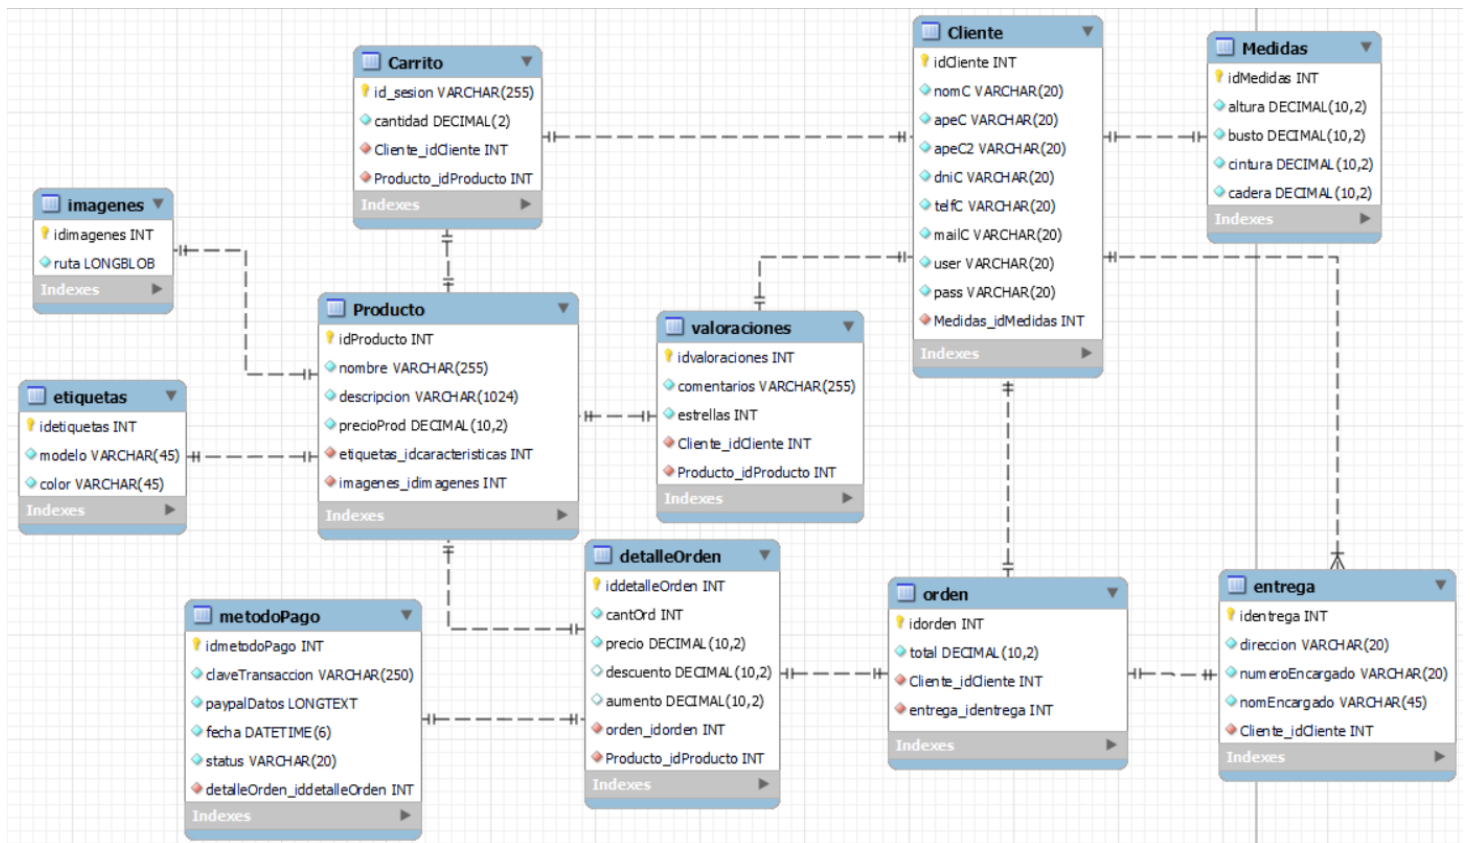 Carrito
id_sesion VARCHAR(255)
cantidad DECIMAL(2)
Cliente_idCliente INT
Producto_idProducto INT
Indexes
Cliente
idCliente INT
nomC VARCHAR(20)
apeC VARCHAR(20)
apeC2 VARCHAR(20)
dniC VARCHAR(20)
telfC VARCHAR(20)
mailC VARCHAR(20)
user VARCHAR(20)
pass VARCHAR(20)
Medidas_idMedidas INT
Indexes
Medidas
idMedidas INT
altura DECIMAL(10,2)
busto DECIMAL(10,2)
cintura DECIMAL(10,2)
cadera DECIMAL(10,2)
Indexes
imagenes
idimagenes INT
ruta LONGBLOB
Indexes
Producto
idProducto INT
nombre VARCHAR(255)
descripcion VARCHAR(1024)
precioProd DECIMAL(10,2)
etiquetas_idcaracteristicas INT
imagenes_idimagenes INT
Indexes
valoraciones
idvaloraciones INT
comentarios VARCHAR(255)
estrellas INT
Cliente_idCliente INT
Producto_idProducto INT
Indexes
etiquetas
idetiquetas INT
modelo VARCHAR(45)
color VARCHAR(45)
Indexes
metodoPago
idmetodoPago INT
claveTransaccion VARCHAR(250)
paypalDatos LONGTEXT
fecha DATETIME(6)
status VARCHAR(20)
detalleOrden_iddetalleOrden INT
Indexes
detalleOrden
iddetalleOrden INT
cantOrd INT
precio DECIMAL(10,2)
descuento DECIMAL(10,2)
aumento DECIMAL(10,2)
orden_idorden INT
Producto_idProducto INT
Indexes
orden
idorden INT
total DECIMAL(10,2)
Cliente_idCliente INT
entrega_identrega INT
Indexes
entrega
identrega INT
direccion VARCHAR(20)
numeroEncargado VARCHAR(20)
nomEncargado VARCHAR(45)
Cliente_idCliente INT
Indexes